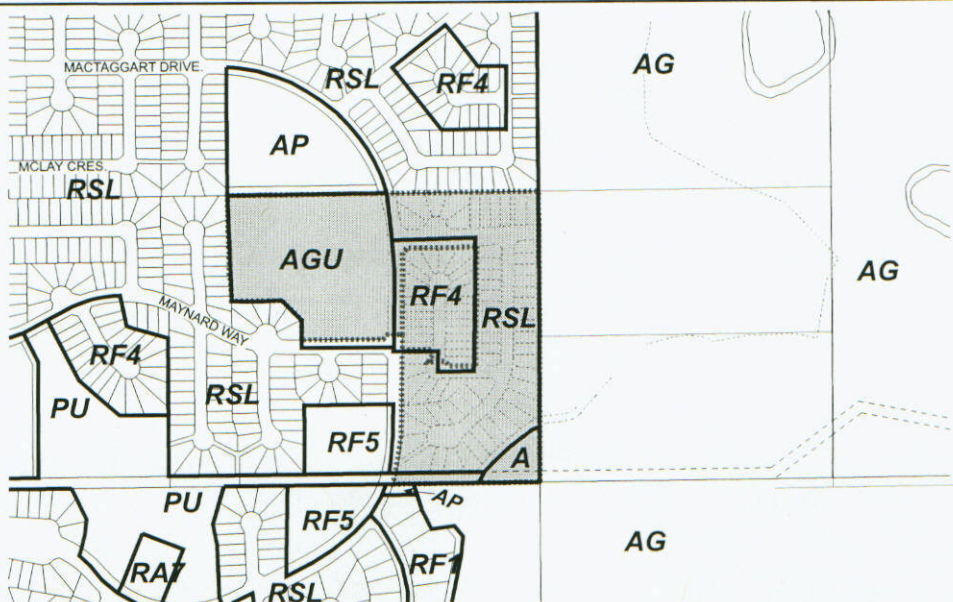 MACTAGGART DRIVE
RSL
RF4
AG
AP
MCLAY CRES.
RSL
AGU
RF4
AG
RSL
MAYNARD WAY
RF4
PU
RSL
RF5
A
PU
AP
RF5
AG
RA7
RF1
RSL